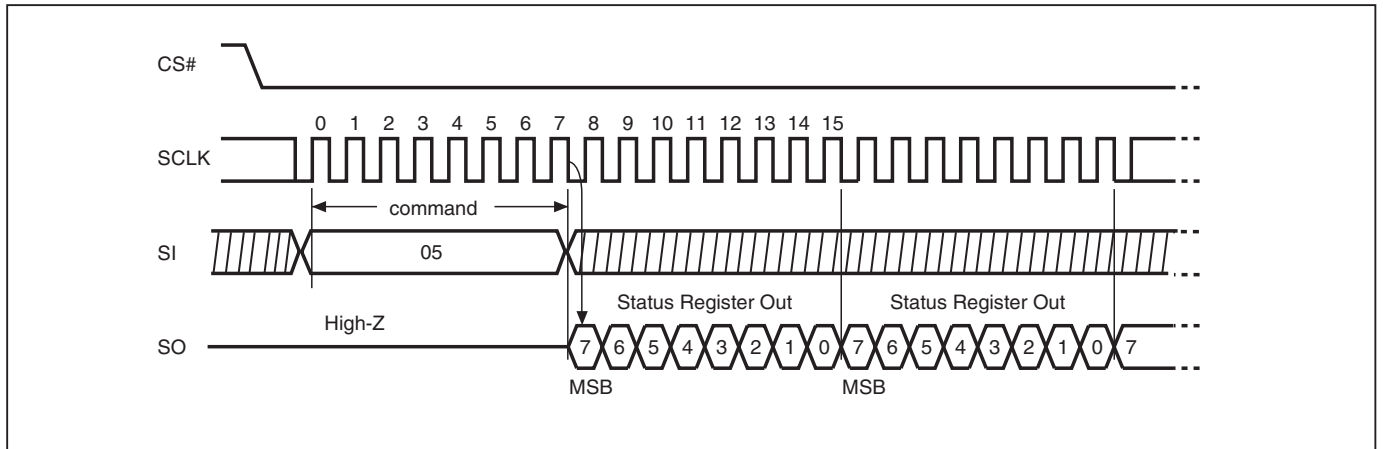 CS#
0 1 2 3 4 5 6 7 8 9 10 11 12 13 14 15
SCLK
command
SI
05
Status Register Out Status Register Out
High-Z
SO
7 6 5 4 3 2 1 0 7 6 5 4 3 2 1 0 7
MSB MSB